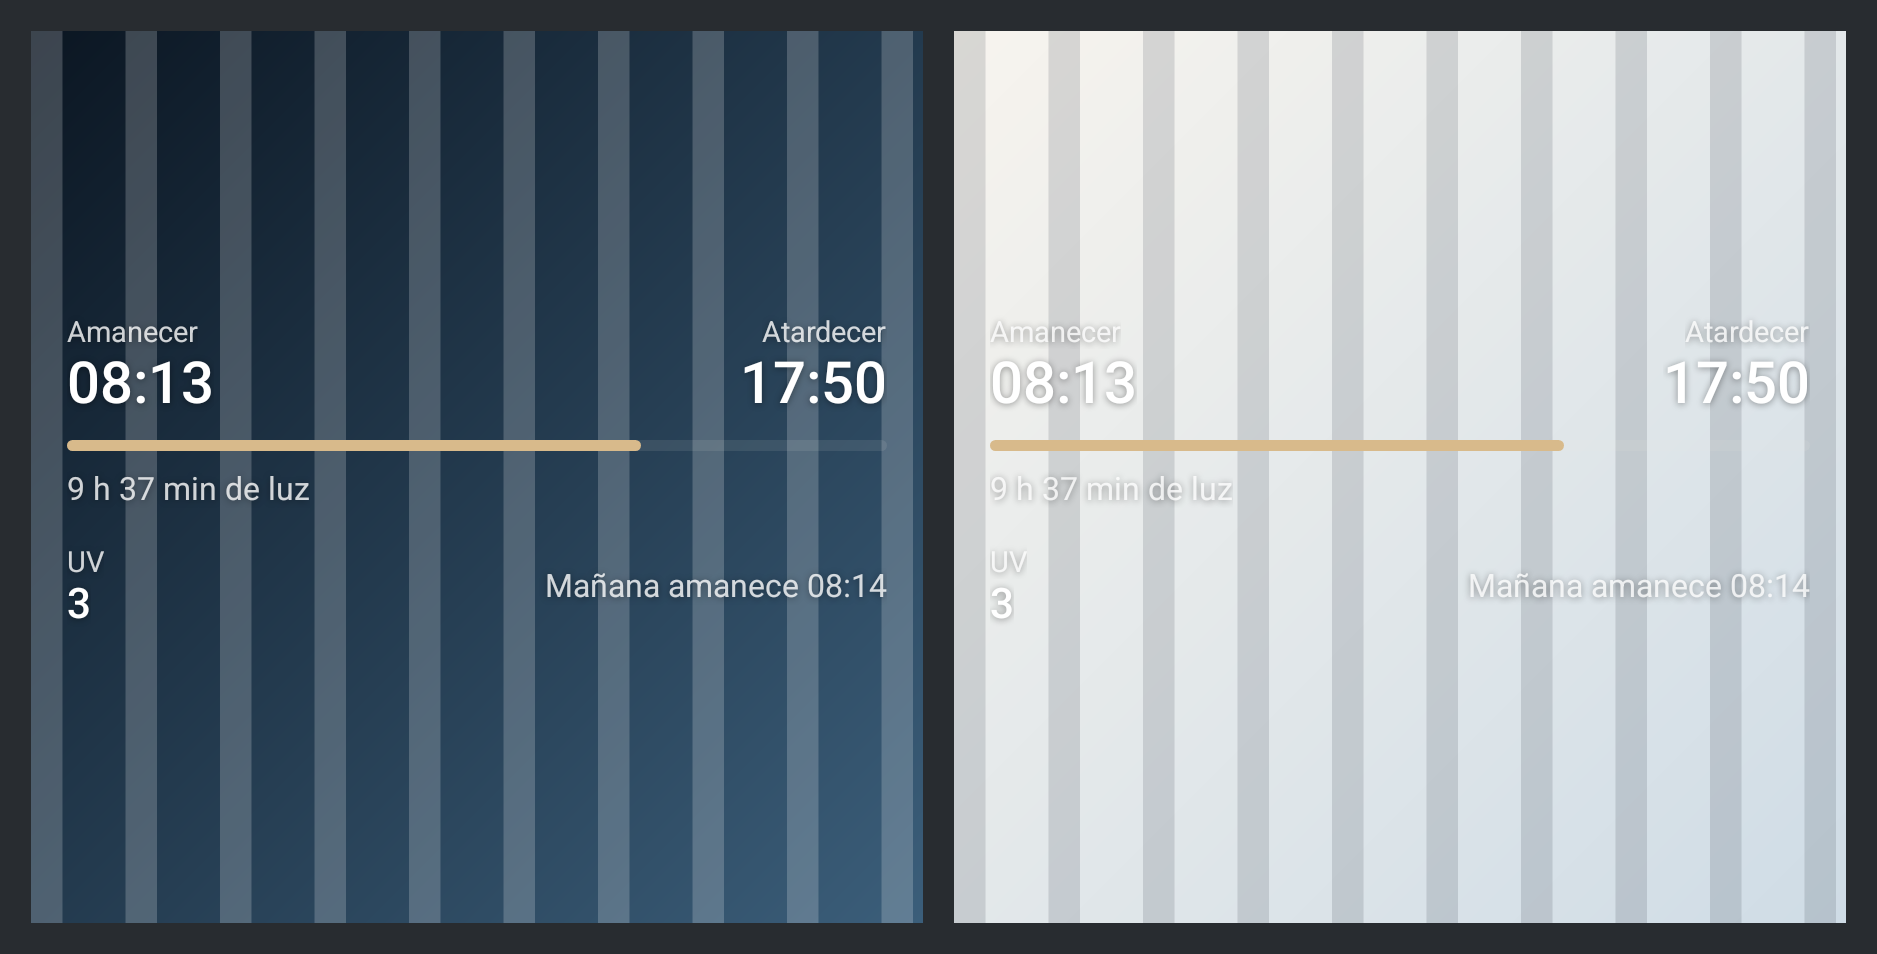 Amanecer
Atardecer
08:13
17:50
9 h 37 min de luz
UV
3
Mañana amanece 08:14
Amanecer
Atardecer
08:13
17:50
9 h 37 min de luz
UV
3
Mañana amanece 08:14